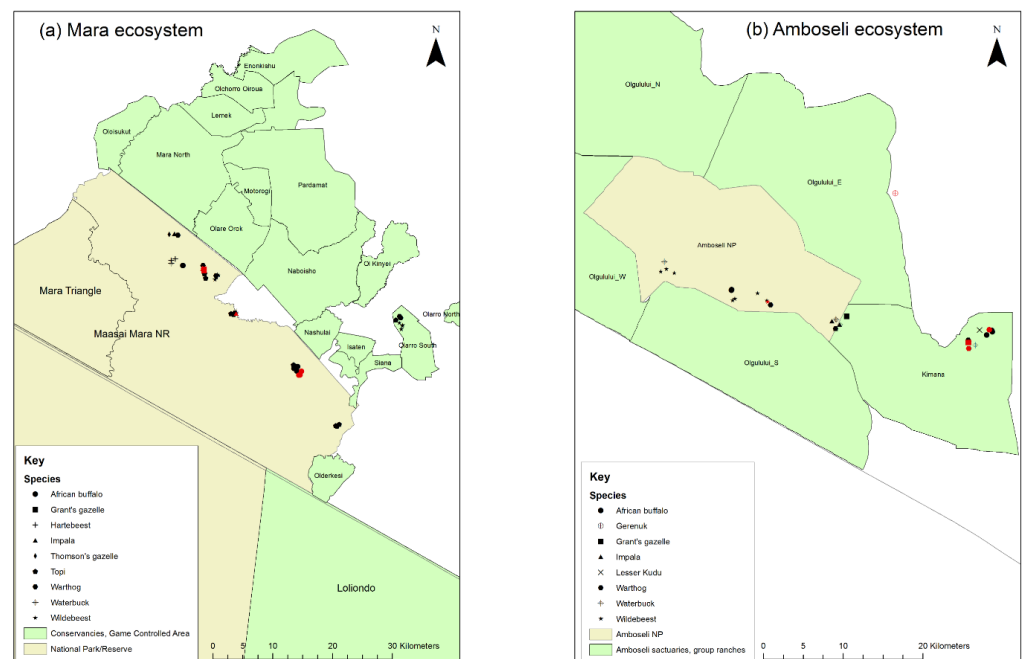 (a) Mara ecosystem
N
Enonkishu
Olchorro Oiroua
Lemek
Oloisukut
Mara North
Pardamat
Motorogi
Olare Orok
Ol Kinyei
Naboisho
Mara Triangle
Olarro North
Maasai Mara NR
Nashulai
Isaten
Olarro South
Siana
Olderkesi
Loliondo
Key
Species
African buffalo
Grant's gazelle
Hartebeest
Impala
Thomson's gazelle
Topi
Warthog
Waterbuck
Wildebeest
Conservancies, Game Controlled Area
National Park/Reserve
0 5 10 20 30 Kilometers
(b) Amboseli ecosystem
N
Olgulului_N
Olgulului_E
Amboseli NP
Olgulului_W
Olgulului_S
Kimana
Key
Species
African buffalo
Gerenuk
Grant's gazelle
Impala
Lesser Kudu
Warthog
Waterbuck
Wildebeest
Amboseli NP
Amboseli sactuaries, group ranches
0 5 10 20 Kilometers